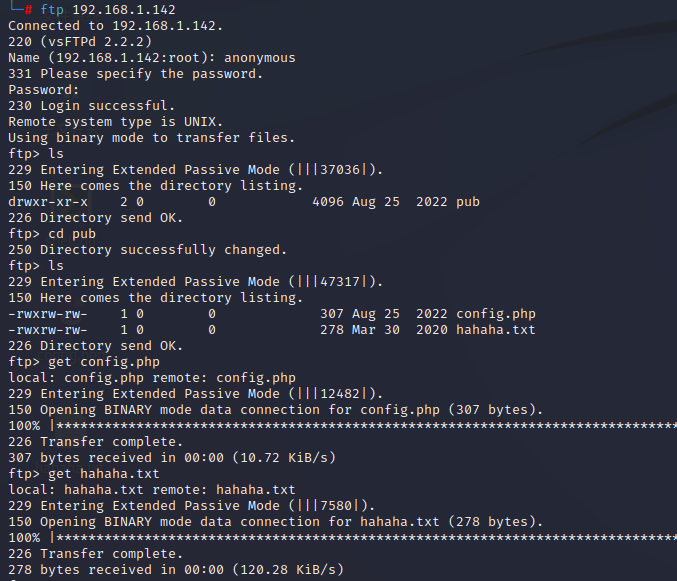 └─# ftp 192.168.1.142
Connected to 192.168.1.142.
220 (vsFTPd 2.2.2)
Name (192.168.1.142:root): anonymous
331 Please specify the password.
Password:
230 Login successful.
Remote system type is UNIX.
Using binary mode to transfer files.
ftp> ls
229 Entering Extended Passive Mode (|||37036|).
150 Here comes the directory listing.
drwxr-xr-x    2 0        0            4096 Aug 25  2022 pub
226 Directory send OK.
ftp> cd pub
250 Directory successfully changed.
ftp> ls
229 Entering Extended Passive Mode (|||47317|).
150 Here comes the directory listing.
-rwxrw-rw-    1 0        0             307 Aug 25  2022 config.php
-rwxrw-rw-    1 0        0             278 Mar 30  2020 hahaha.txt
226 Directory send OK.
ftp> get config.php
local: config.php remote: config.php
229 Entering Extended Passive Mode (|||12482|).
150 Opening BINARY mode data connection for config.php (307 bytes).
100% |******************************************************************************
226 Transfer complete.
307 bytes received in 00:00 (10.72 KiB/s)
ftp> get hahaha.txt
local: hahaha.txt remote: hahaha.txt
229 Entering Extended Passive Mode (|||7580|).
150 Opening BINARY mode data connection for hahaha.txt (278 bytes).
100% |******************************************************************************
226 Transfer complete.
278 bytes received in 00:00 (120.28 KiB/s)